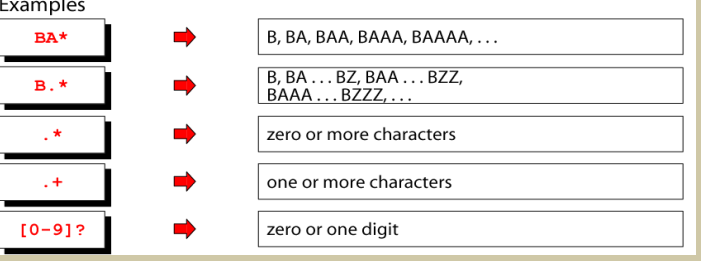 Examples
BA*
B, BA, BAA, BAAA, BAAAA, . . .
B.*
B, BA . . . BZ, BAA . . . BZZ,
BAAA . . . BZZZ, . . .
.*
zero or more characters
.+
one or more characters
[0-9]?
zero or one digit